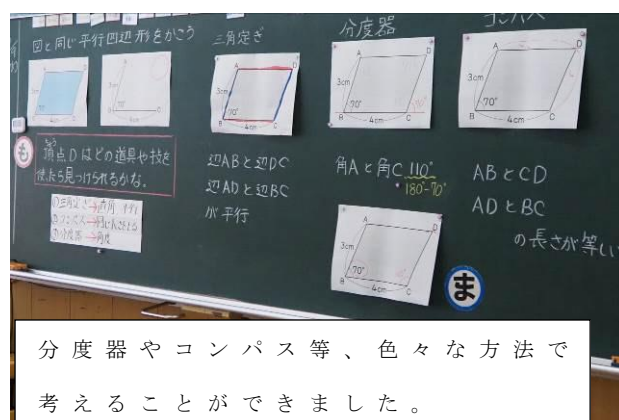 図と同じ平行四辺形をかこう
も
頂点Dはどの道具や技を
使ったら見つけられるかな。
三角定ぎ
A
D
3cm
70°
B
4cm
C
辺ABと辺DC
辺ADと辺BC
が平行
分度器
A
D
3cm
70°
B
4cm
C
角Aと角C 110°
180°-70°
A
D
3cm
70°
B
4cm
C
コンパス
A
D
3cm
70°
B
4cm
C
ABとCD
ADとBC
の長さが等しい
ま
分度器やコンパス等、色々な方法で
考えることができました。